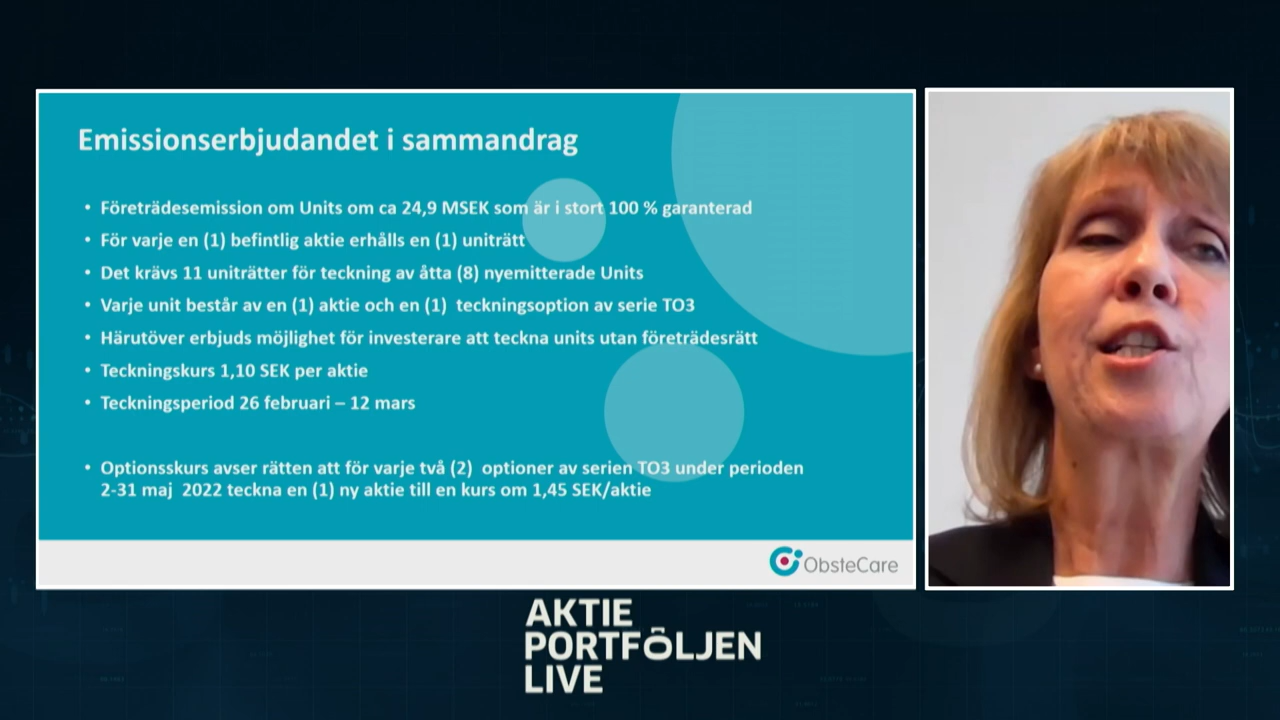 Emissionserbjudandet i sammandrag
• Företrädesemission om Units om ca 24,9 MSEK som är i stort 100 % garanterad
• För varje en (1) befintlig aktie erhålls en (1) uniträtt
• Det krävs 11 uniträtter för teckning av åtta (8) nyemitterade Units
• Varje unit består av en (1) aktie och en (1) teckningsoption av serie TO3
• Härutöver erbjuds möjlighet för investerare att teckna units utan företrädesrätt
• Teckningskurs 1,10 SEK per aktie
• Teckningsperiod 26 februari – 12 mars
• Optionsskurs avser rätten att för varje två (2) optioner av serien TO3 under perioden
2-31 maj 2022 teckna en (1) ny aktie till en kurs om 1,45 SEK/aktie
ObsteCare
AKTIE
PORTFÖLJEN
LIVE